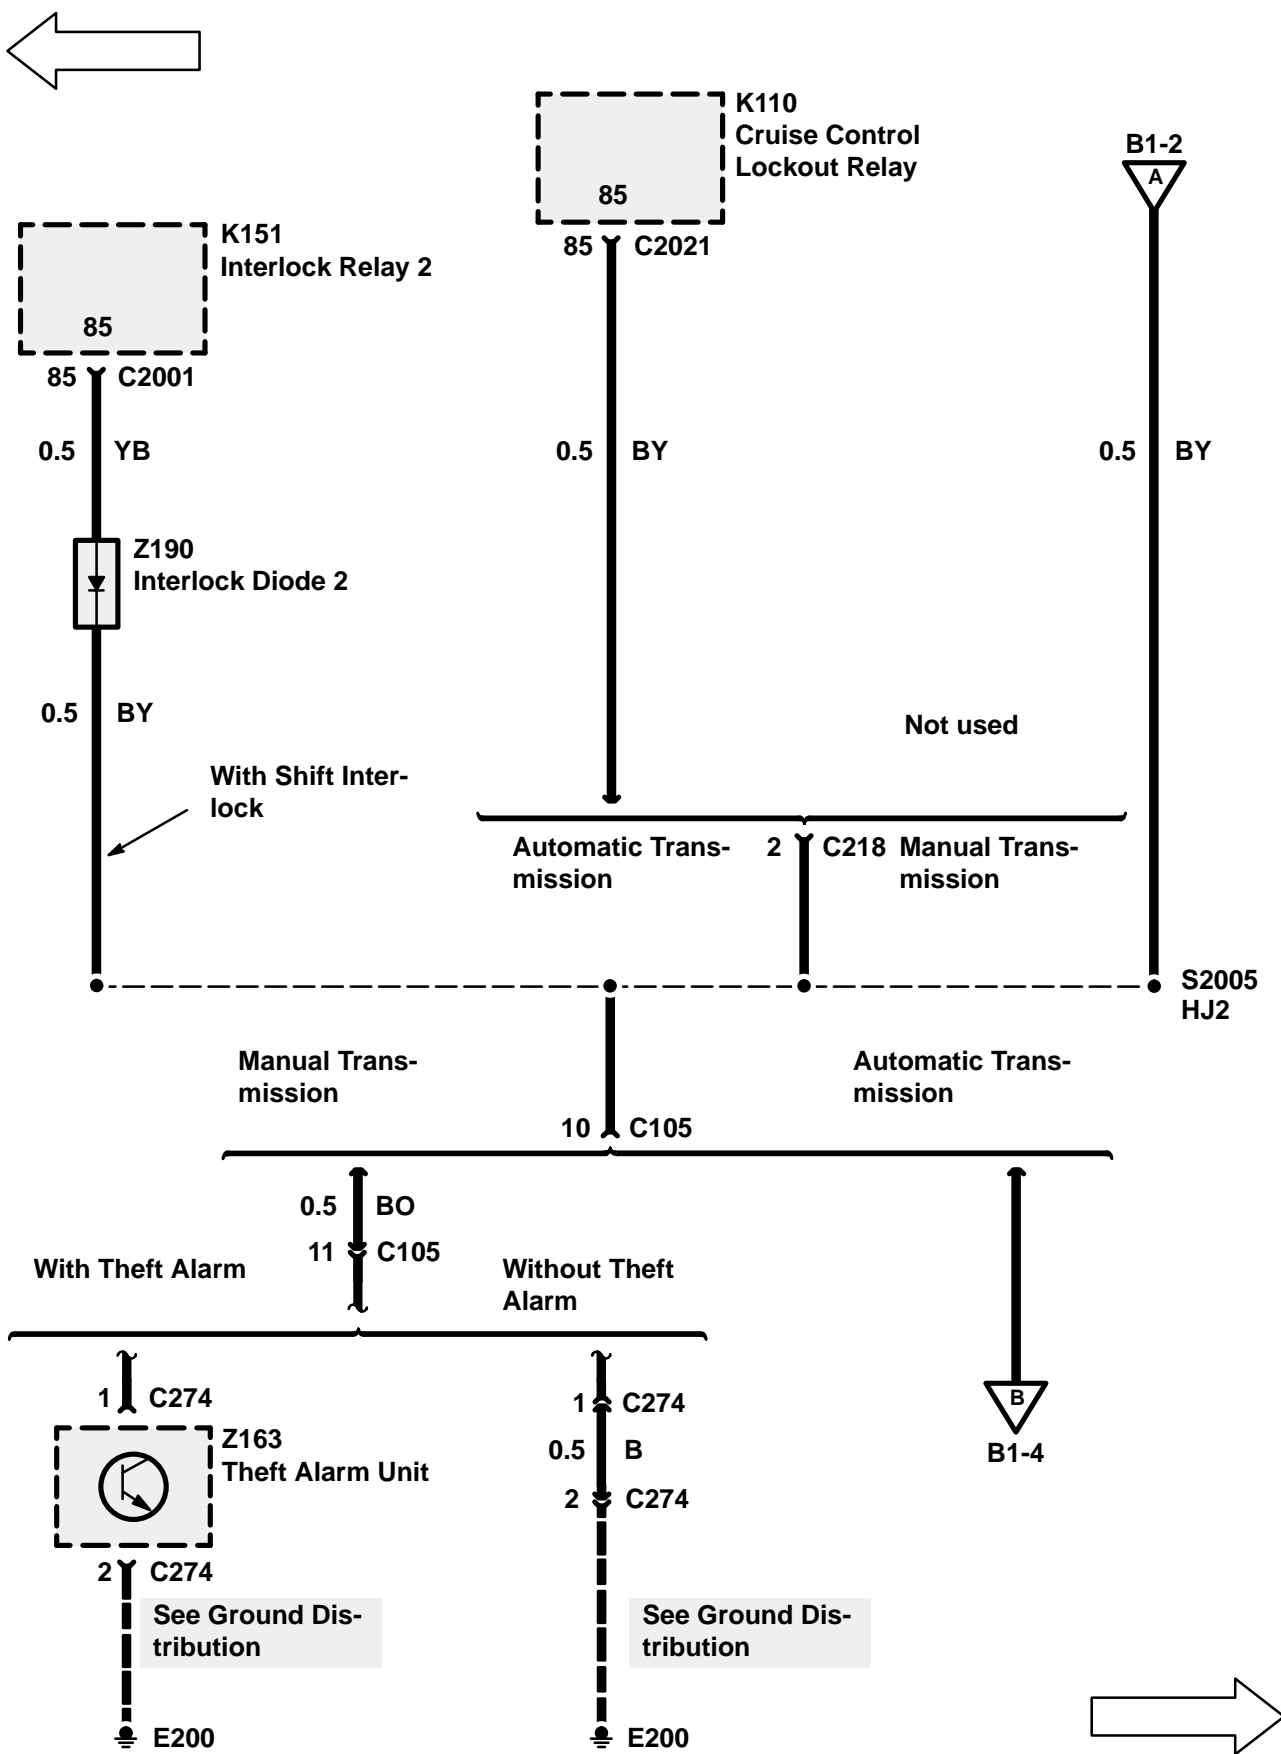 K110
Cruise Control
Lockout Relay
85
85 C2021
B1-2
A
K151
Interlock Relay 2
85
85 C2001
0.5 YB
0.5 BY
0.5 BY
Z190
Interlock Diode 2
0.5 BY
Not used
With Shift Inter-
lock
Automatic Trans-
mission
2 C218
Manual Trans-
mission
S2005
HJ2
Manual Trans-
mission
Automatic Trans-
mission
10 C105
0.5 BO
11 C105
With Theft Alarm
Without Theft
Alarm
1 C274
Z163
Theft Alarm Unit
2 C274
See Ground Dis-
tribution
E200
1 C274
0.5 B
2 C274
See Ground Dis-
tribution
E200
B
B1-4